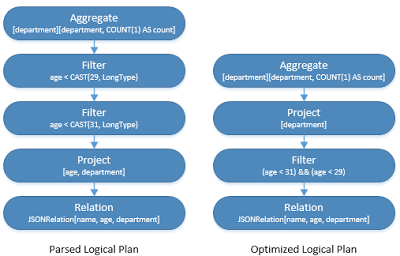 Aggregate
[department][department, COUNT(1) AS count]
Filter
age < CAST(29, LongType)
Filter
age < CAST(31, LongType)
Project
[age, department]
Relation
JSONRelation[name, age, department]
Parsed Logical Plan
Aggregate
[department][department, COUNT(1) AS count]
Project
[department]
Filter
(age < 31) && (age < 29)
Relation
JSONRelation[name, age, department]
Optimized Logical Plan